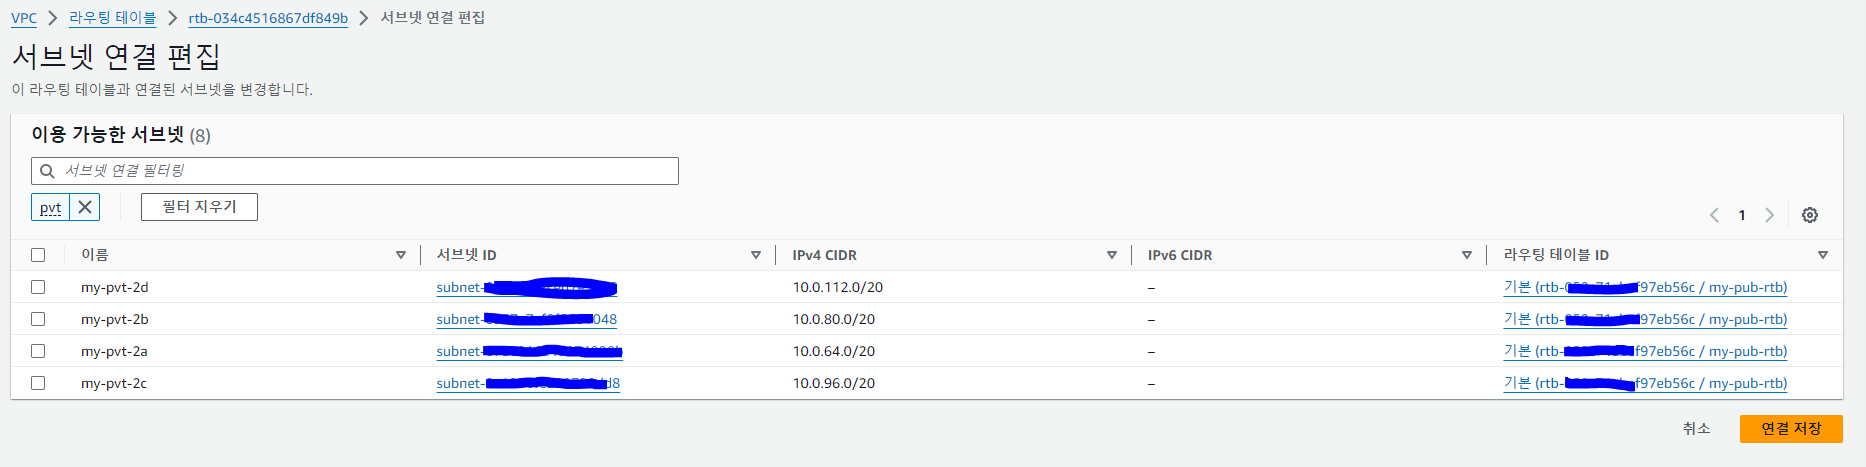 VPC > 라우팅 테이블 > rtb-034c4516867df849b > 서브넷 연결 편집
서브넷 연결 편집
이 라우팅 테이블과 연결된 서브넷을 변경합니다.
이용 가능한 서브넷 (8)
서브넷 연결 필터링
pvt
필터 지우기
1
이름 서브넷 ID IPv4 CIDR IPv6 CIDR 라우팅 테이블 ID
my-pvt-2d subnet- 10.0.112.0/20 – 기본 (rtb- f97eb56c / my-pub-rtb)
my-pvt-2b subnet- 048 10.0.80.0/20 – 기본 (rtb- f97eb56c / my-pub-rtb)
my-pvt-2a subnet- 10.0.64.0/20 – 기본 (rtb- f97eb56c / my-pub-rtb)
my-pvt-2c subnet- d8 10.0.96.0/20 – 기본 (rtb- f97eb56c / my-pub-rtb)
취소 연결 저장